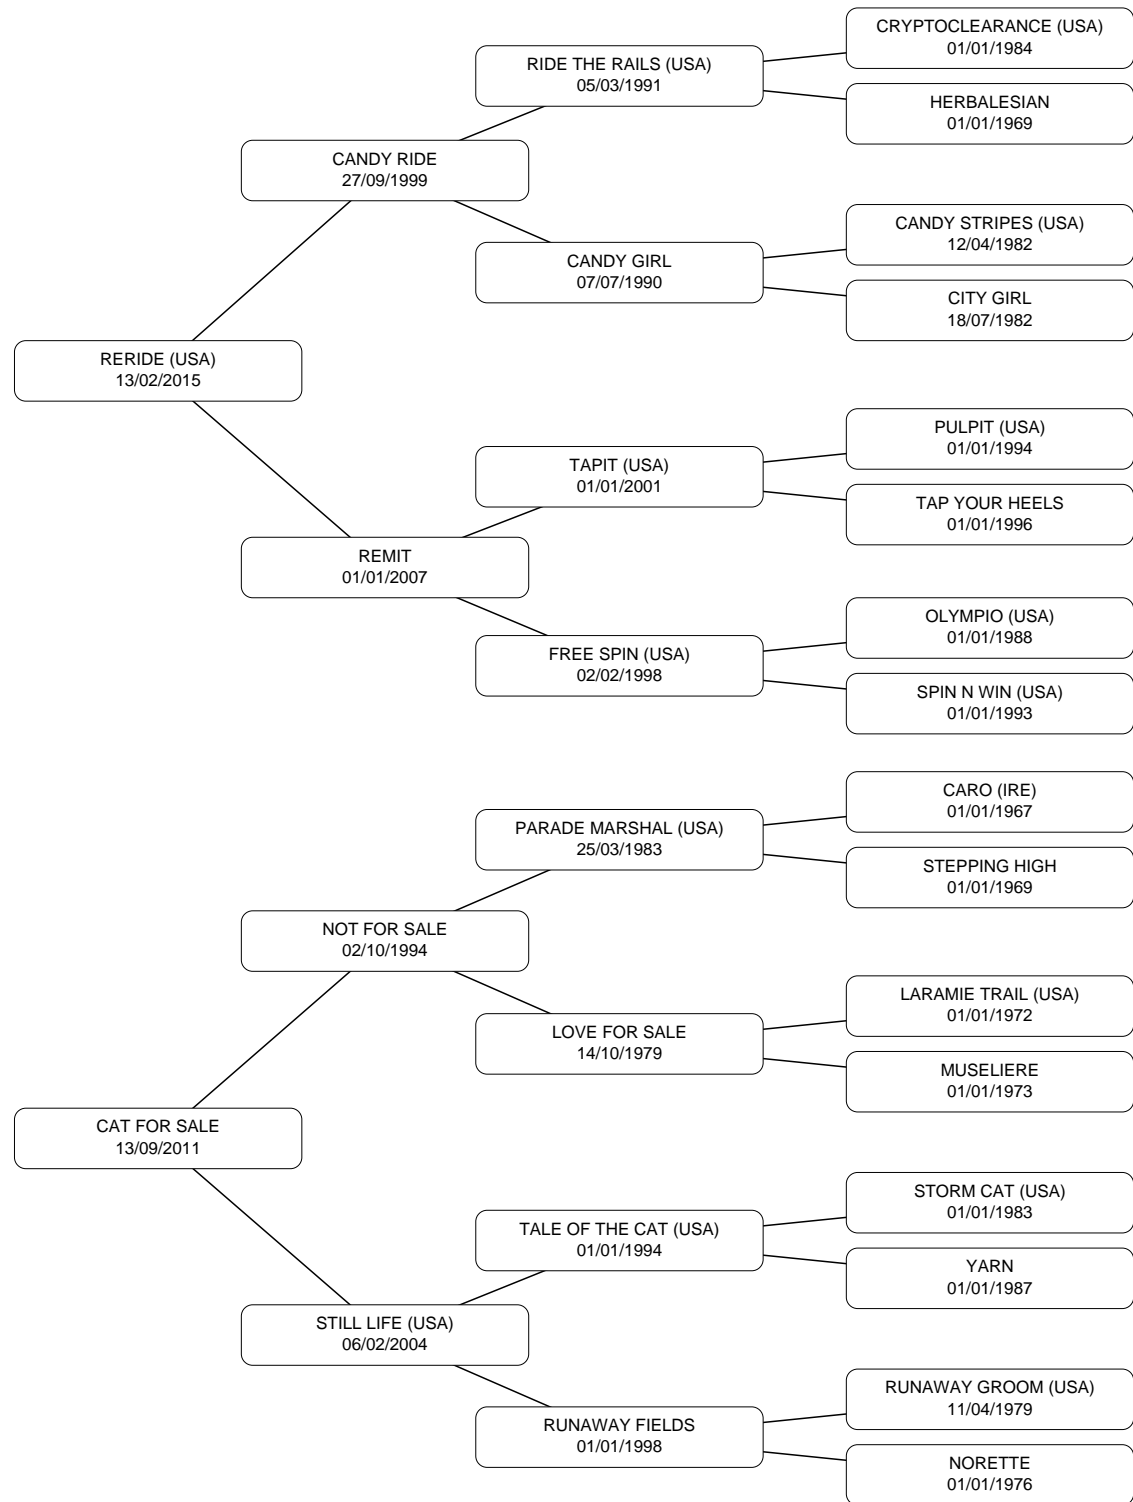 CRYPTOCLEARANCE (USA)
01/01/1984
RIDE THE RAILS (USA)
05/03/1991
HERBALESIAN
01/01/1969
CANDY RIDE
27/09/1999
CANDY STRIPES (USA)
12/04/1982
CANDY GIRL
07/07/1990
CITY GIRL
18/07/1982
RERIDE (USA)
13/02/2015
PULPIT (USA)
01/01/1994
TAPIT (USA)
01/01/2001
TAP YOUR HEELS
01/01/1996
REMIT
01/01/2007
OLYMPIO (USA)
01/01/1988
FREE SPIN (USA)
02/02/1998
SPIN N WIN (USA)
01/01/1993
CARO (IRE)
01/01/1967
PARADE MARSHAL (USA)
25/03/1983
STEPPING HIGH
01/01/1969
NOT FOR SALE
02/10/1994
LARAMIE TRAIL (USA)
01/01/1972
LOVE FOR SALE
14/10/1979
MUSELIERE
01/01/1973
CAT FOR SALE
13/09/2011
STORM CAT (USA)
01/01/1983
TALE OF THE CAT (USA)
01/01/1994
YARN
01/01/1987
STILL LIFE (USA)
06/02/2004
RUNAWAY GROOM (USA)
11/04/1979
RUNAWAY FIELDS
01/01/1998
NORETTE
01/01/1976